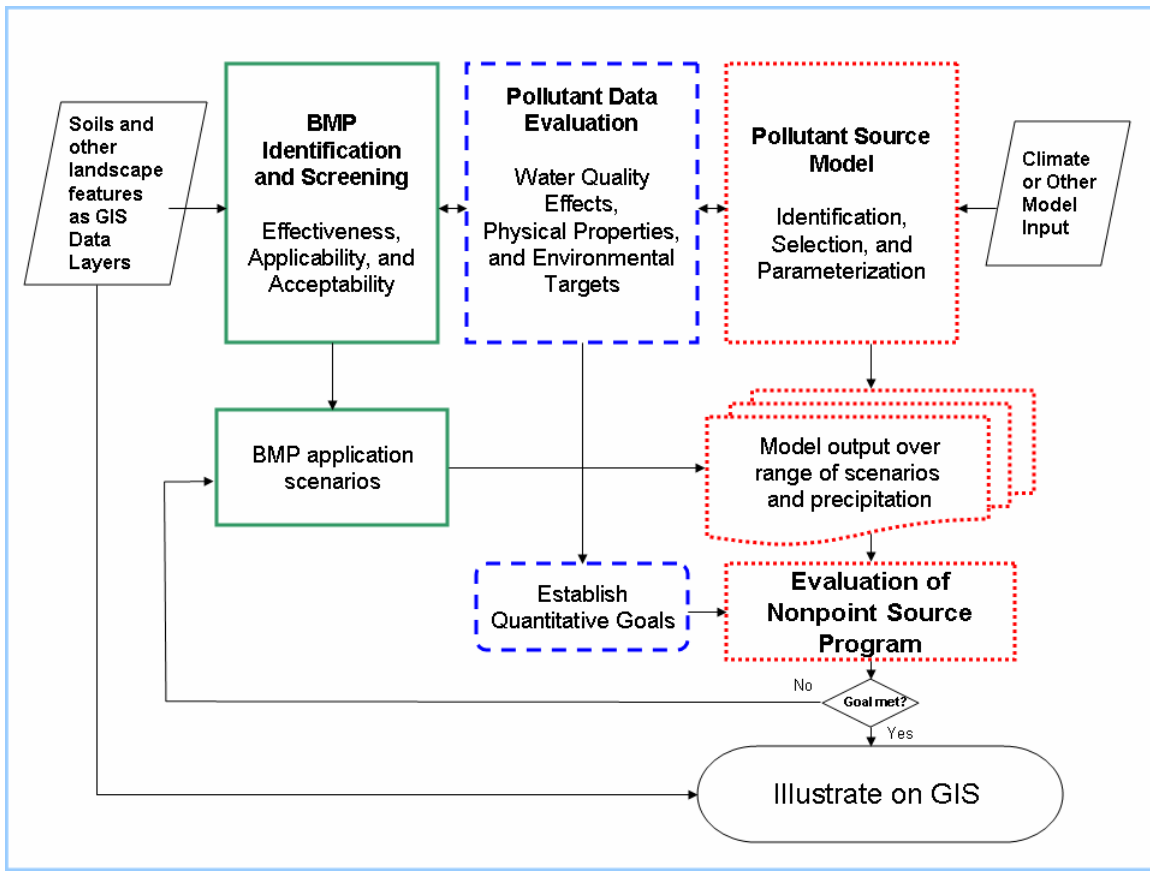 Soils and
other
landscape
features
as GIS
Data
Layers
BMP
Identification
and Screening
Effectiveness,
Applicability, and
Acceptability
Pollutant Data
Evaluation
Water Quality
Effects,
Physical Properties,
and Environmental
Targets
Pollutant Source
Model
Identification,
Selection, and
Parameterization
Climate
or Other
Model
Input
BMP application
scenarios
Model output over
range of scenarios
and precipitation
Establish
Quantitative Goals
Evaluation of
Nonpoint Source
Program
No
Goal met?
Yes
Illustrate on GIS